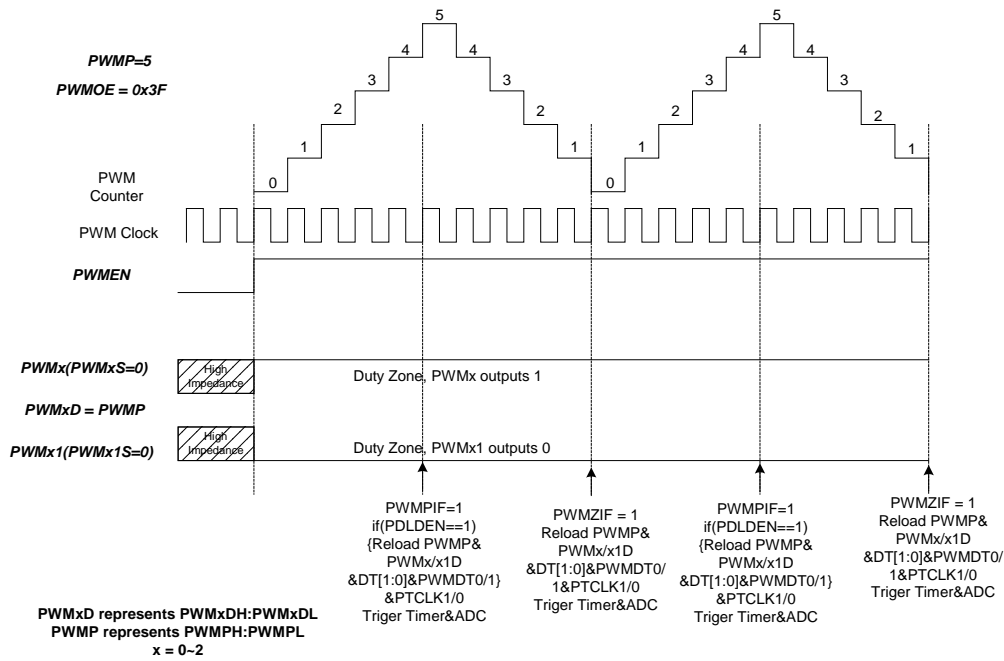 5
5
4
4
4
4
PWMP=5
PWMOE = 0x3F
3
3
3
3
2
2
2
2
1
1
1
1
0
0
PWM
Counter
PWM Clock
PWMEN
PWMx(PWMxS=0)
High
Impedance
Duty Zone, PWMx outputs 1
PWMxD = PWMP
PWMx1(PWMx1S=0)
High
Impedance
Duty Zone, PWMx1 outputs 0
PWMPIF=1
if(PDLDEN==1)
{Reload PWMP&
PWMx/x1D
&DT[1:0]&PWMDT0/1}
&PTCLK1/0
Triger Timer&ADC
PWMZIF = 1
Reload PWMP&
PWMx/x1D
&DT[1:0]&PWMDT0/
1&PTCLK1/0
Triger Timer&ADC
PWMPIF=1
if(PDLDEN==1)
{Reload PWMP&
PWMx/x1D
&DT[1:0]&PWMDT0/1}
&PTCLK1/0
Triger Timer&ADC
PWMZIF = 1
Reload PWMP&
PWMx/x1D
&DT[1:0]&PWMDT0/
1&PTCLK1/0
Triger Timer&ADC
PWMxD represents PWMxDH:PWMxDL
PWMP represents PWMPH:PWMPL
x = 0~2